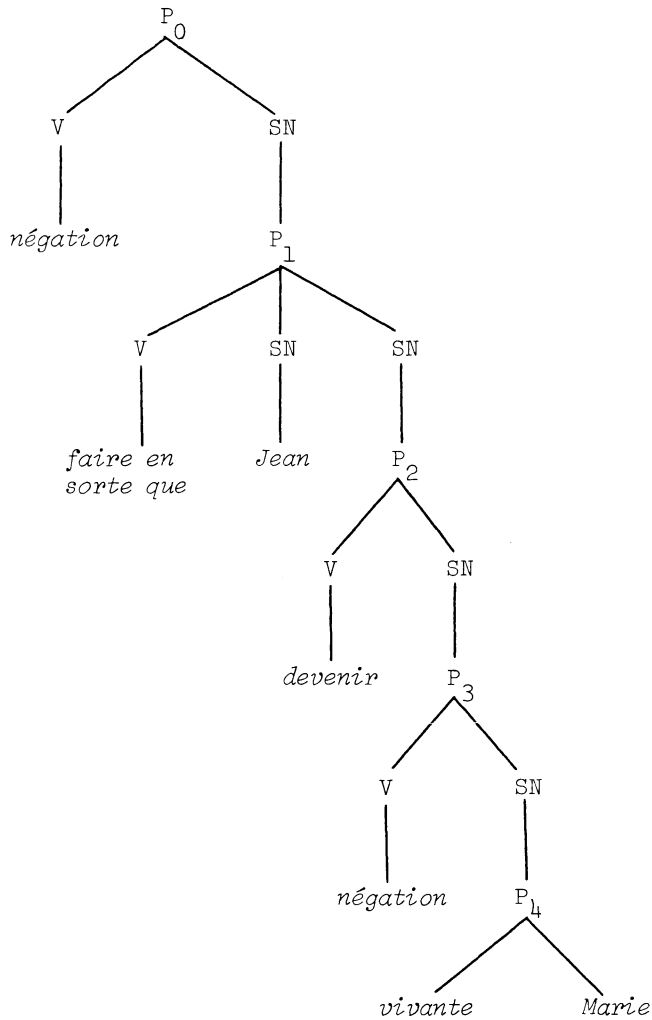 P0
V SN
négation P1
V SN SN
faire en Jean P2
sorte que
V SN
devenir P3
V SN
négation P4
vivante Marie